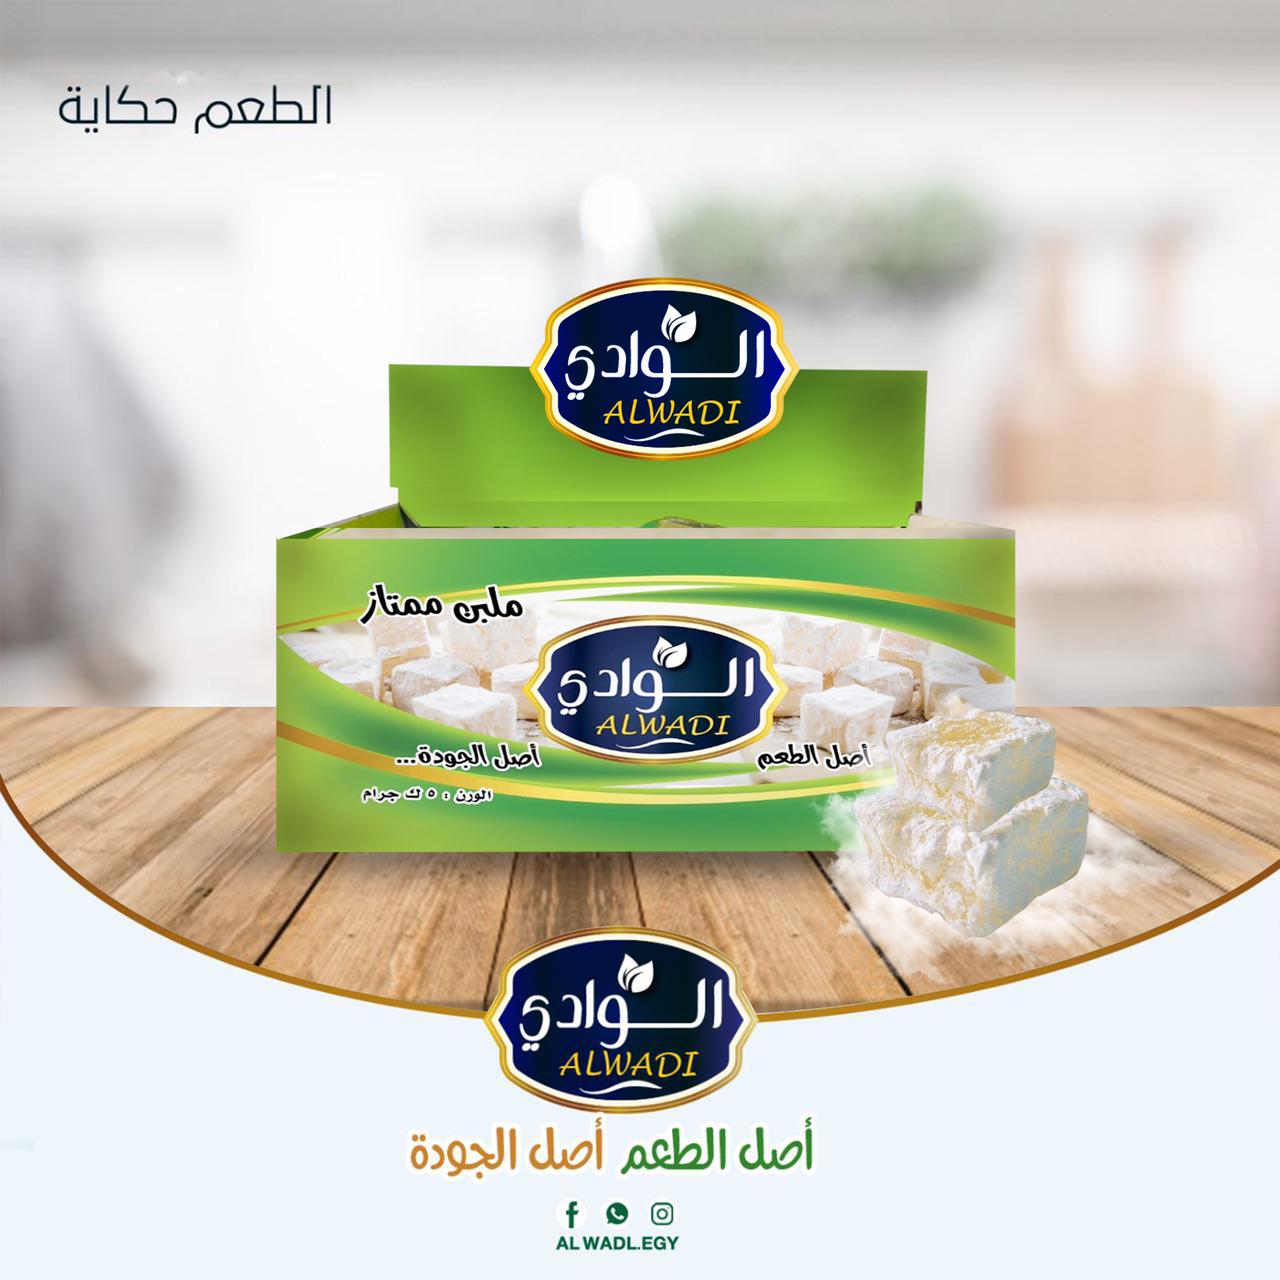 الطعم حكاية
الوادي
ALWADI
ملبن ممتاز
الوادي
ALWADI
أصل الطعم
أصل الجودة...
الوزن : ٥ ك جرام
الوادي
ALWADI
أصل الطعم أصل الجودة
AL WADL.EGY